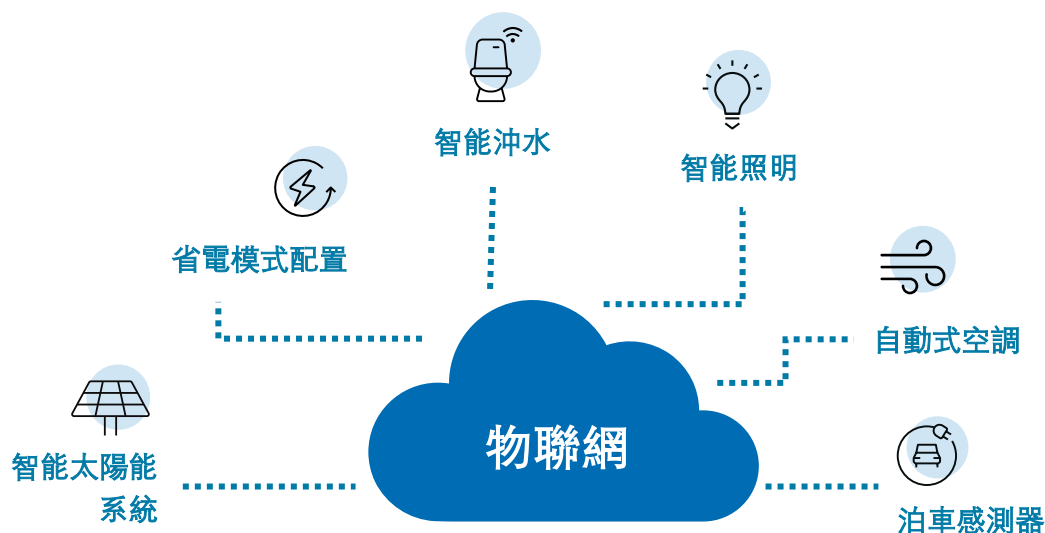 智能沖水
智能照明
省電模式配置
自動式空調
物聯網
智能太陽能
系統
泊車感測器